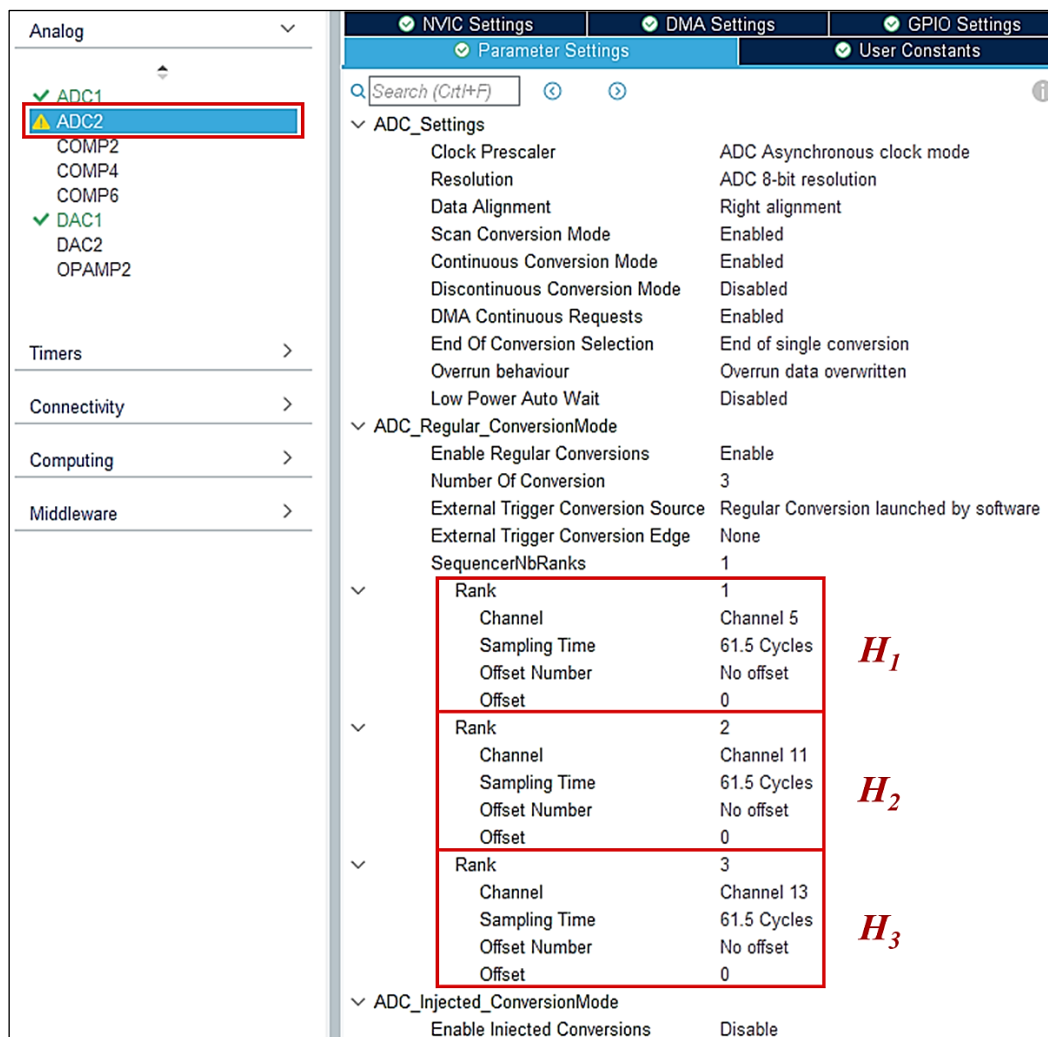 Analog
ADC1
ADC2
COMP2
COMP4
COMP6
DAC1
DAC2
OPAMP2
Timers
Connectivity
Computing
Middleware
NVIC Settings DMA Settings GPIO Settings
Parameter Settings User Constants
Search (CrtI+F)
ADC_Settings
Clock Prescaler ADC Asynchronous clock mode
Resolution ADC 8-bit resolution
Data Alignment Right alignment
Scan Conversion Mode Enabled
Continuous Conversion Mode Enabled
Discontinuous Conversion Mode Disabled
DMA Continuous Requests Enabled
End Of Conversion Selection End of single conversion
Overrun behaviour Overrun data overwritten
Low Power Auto Wait Disabled
ADC_Regular_ConversionMode
Enable Regular Conversions Enable
Number Of Conversion 3
External Trigger Conversion Source Regular Conversion launched by software
External Trigger Conversion Edge None
SequencerNbRanks 1
Rank 1
Channel Channel 5
Sampling Time 61.5 Cycles
Offset Number No offset
Offset 0
H1
Rank 2
Channel Channel 11
Sampling Time 61.5 Cycles
Offset Number No offset
Offset 0
H2
Rank 3
Channel Channel 13
Sampling Time 61.5 Cycles
Offset Number No offset
Offset 0
H3
ADC_Injected_ConversionMode
Enable Injected Conversions Disable